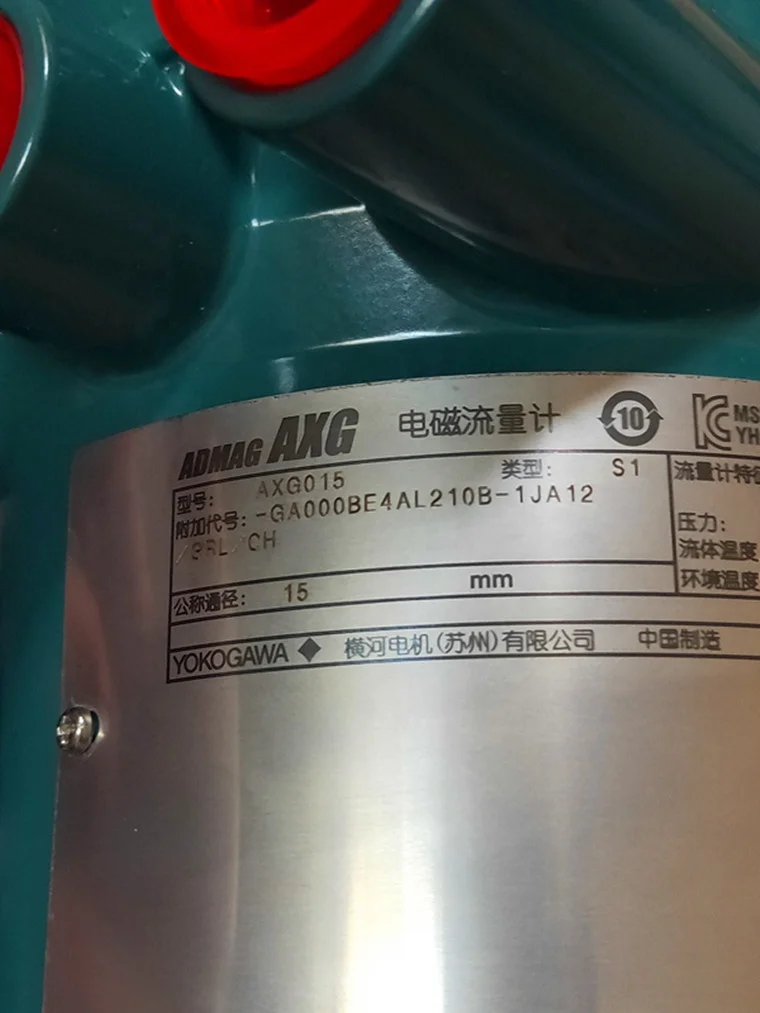 ADMAG AXG 电磁流量计 10 MS
YH
型号: AXG015 类型: S1
附加代号: -GA000BE4AL210B-1JA12
/GRL/CH
公称通径: 15 mm
YOKOGAWA 横河电机(苏州)有限公司 中国制造
流量计特征
压力:
流体温度
环境温度